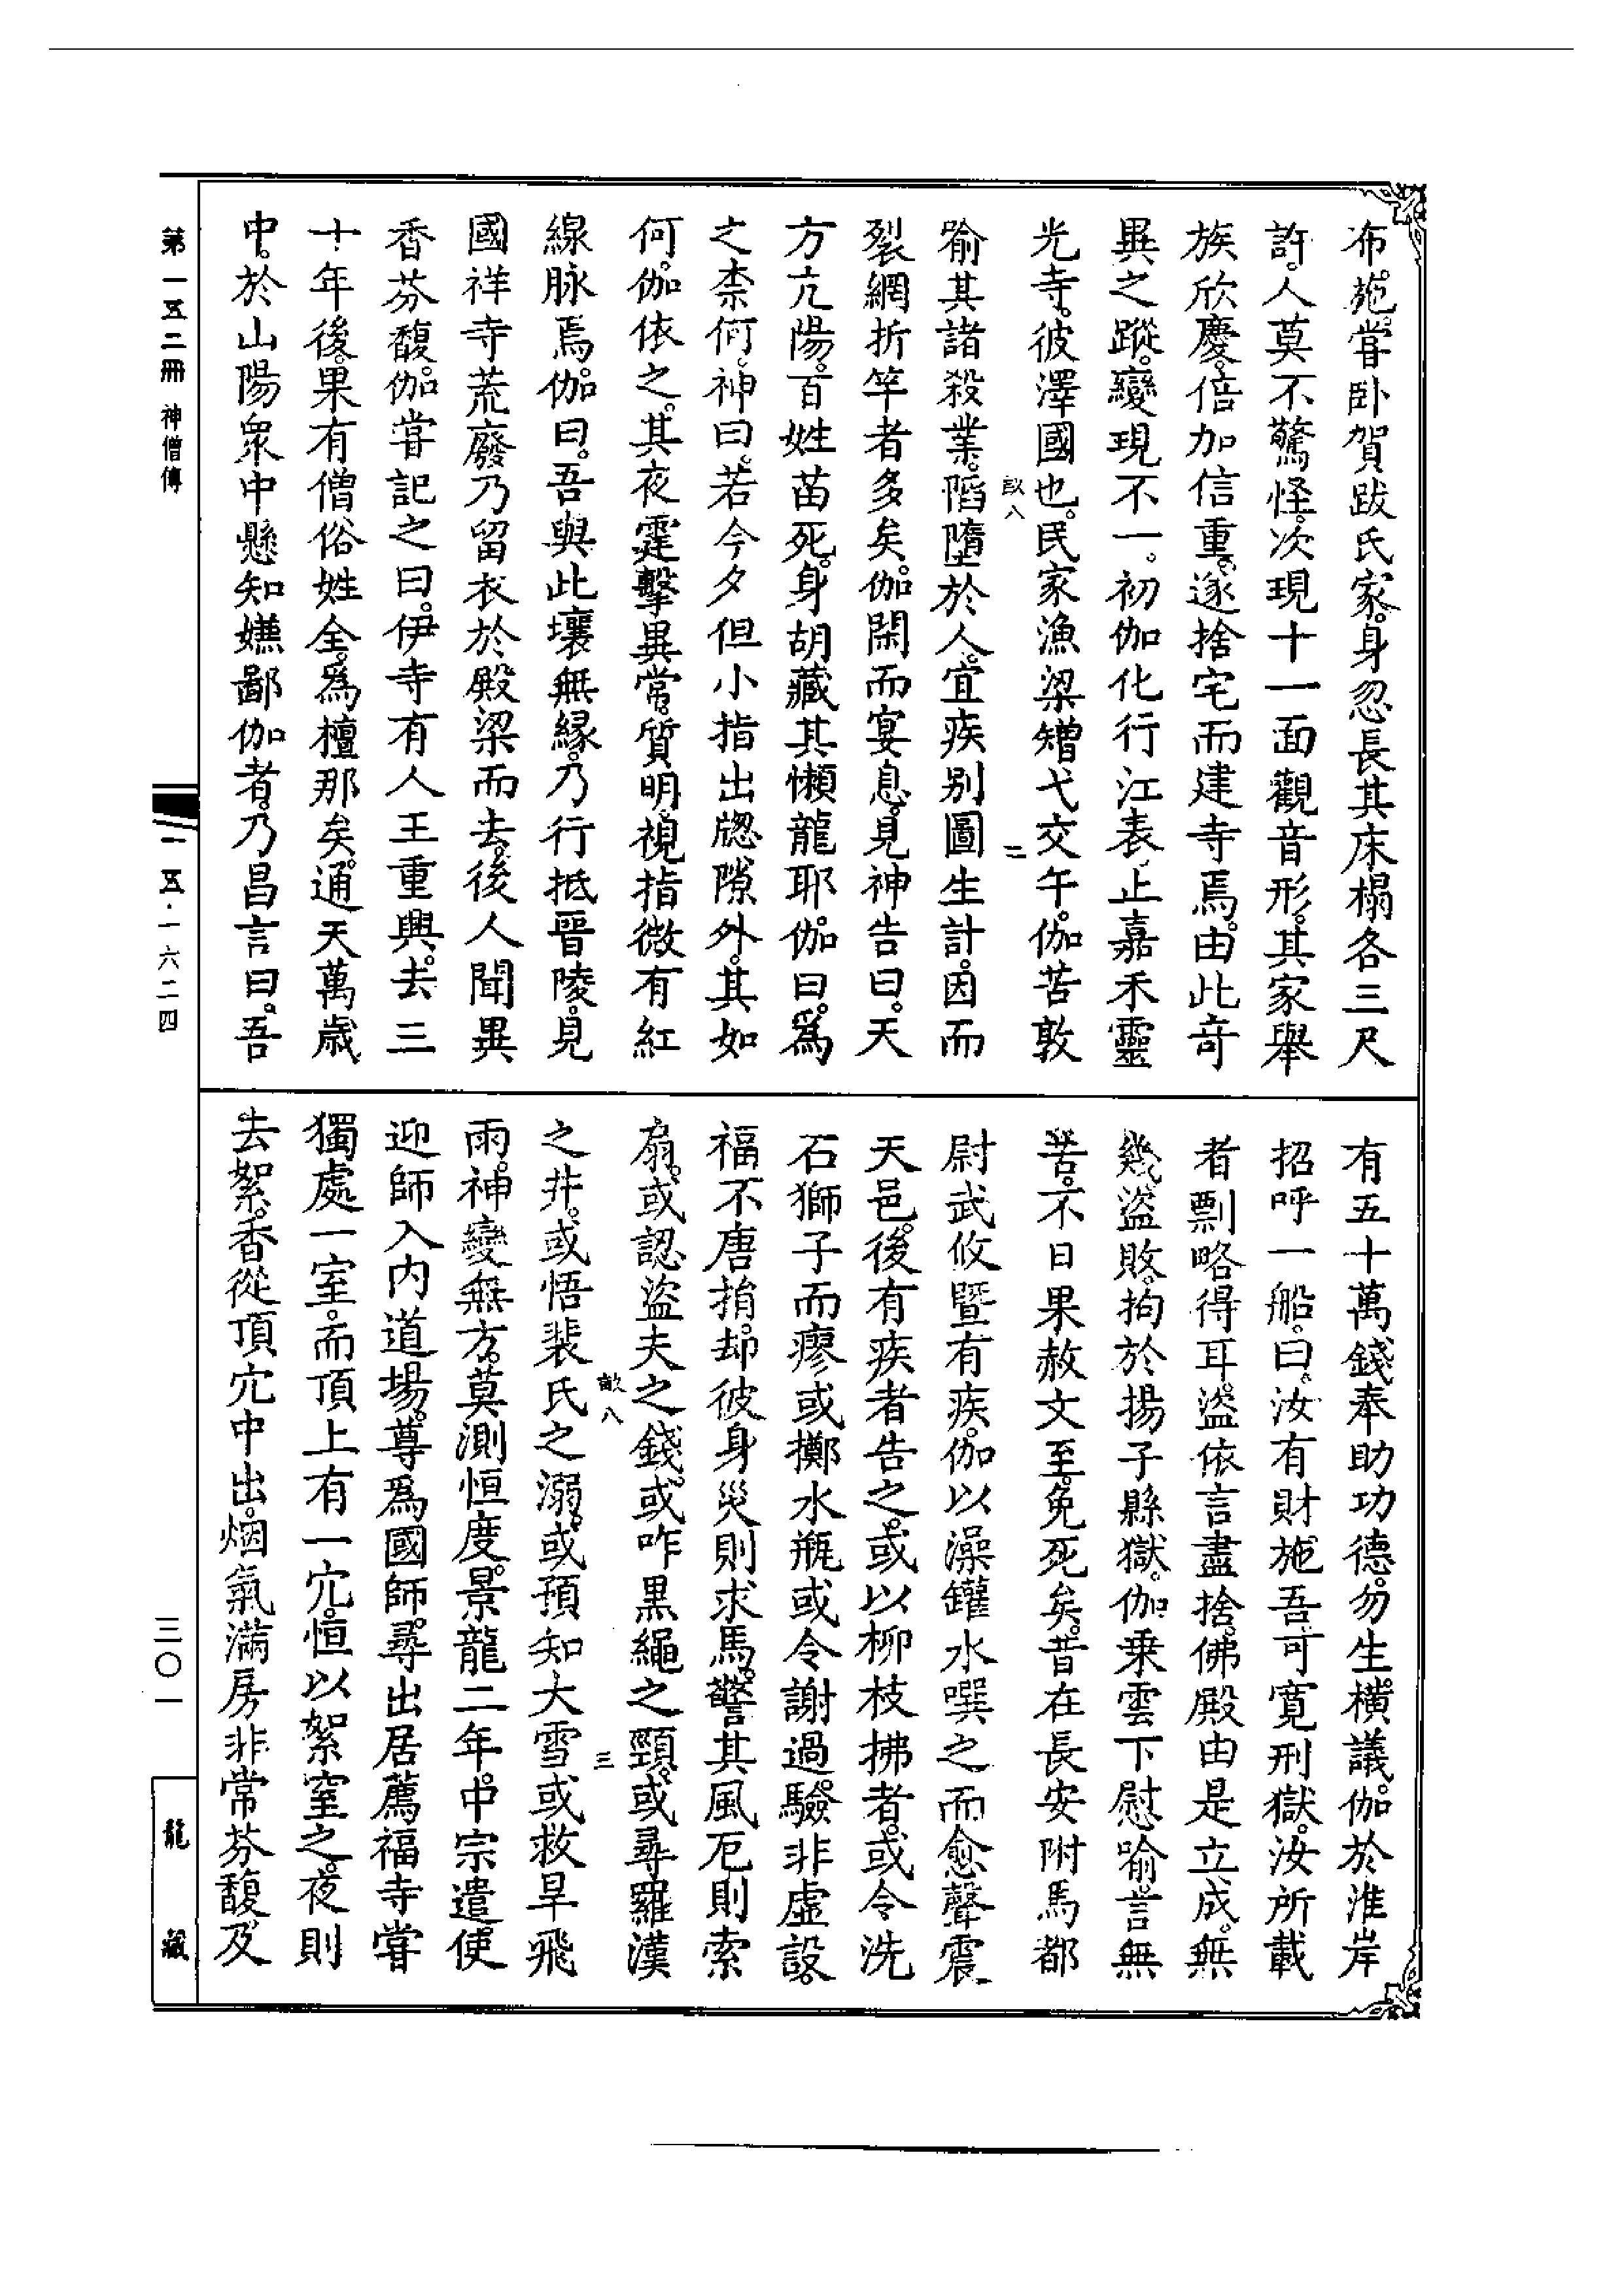 布施。嘗卧賀跋氏家。身忽長其床榻各三尺
許。人莫不驚怪。次現十一面觀音形。其家舉
族欣慶。倍加信重。遂捨宅而建寺焉。由此奇
異之蹤。變現不一。初伽化行江表。止嘉禾靈
光寺。彼澤國也。民家漁梁矰弋交午。伽苦敦
畝八
二
喻其諸殺業。陷墮於人。宜疾别圖生計。因而
裂網折竿者多矣。伽閑而宴息。見神告曰。天
方亢陽。百姓苗死。身胡藏其懶龍耶。伽曰。爲
之柰何。神曰。若今夕但小指出牕隙外。其如
何。伽依之。其夜霆擊異常。質明。視指微有紅
線脉焉。伽曰。吾與此壤無緣。乃行抵晉陵。見
國祥寺荒廢乃留衣於殿梁而去。後人聞異
香芬馥。伽嘗記之曰。伊寺有人王重興。去三
十年後。果有僧俗姓全。爲檀那矣。通天萬歲
中。於山陽衆中懸知嫌鄙伽者。乃昌言曰。吾
有五十萬錢奉助功德。勿生橫議。伽於淮岸
招呼一船。曰。汝有財施吾。可寬刑獄。汝所載
者剽略得耳。盜依言盡捨。佛殿由是立成。無
幾盜敗。拘於揚子縣獄。伽乗雲下慰喻。言無
苦。不日果赦文至。免死矣。昔在長安附馬都
尉武攸暨有疾。伽以澡罐水噀之而愈聲震
天邑。後有疾者告之。或以柳枝拂者。或令洗
石獅子而瘳或擲水瓶或令謝過。驗非虛設。
福不唐捐。却彼身災則求馬。警其風厄則索
扇。或認盜夫之錢。或咋黑繩之頸。或尋羅漢
畝八
三
之井。或悟裴氏之溺。或預知大雪或救旱飛
雨。神變無方。莫測恒度。景龍二年。中宗遣使
迎師入内道場。尊爲國師。尋出居薦福寺嘗
獨處一室。而頂上有一穴。恒以絮窒之。夜則
去絮。香從頂穴中出。烟氣滿房非常芬馥及
第一五二冊 神僧傳
一五·一六二四
三〇一
龍藏